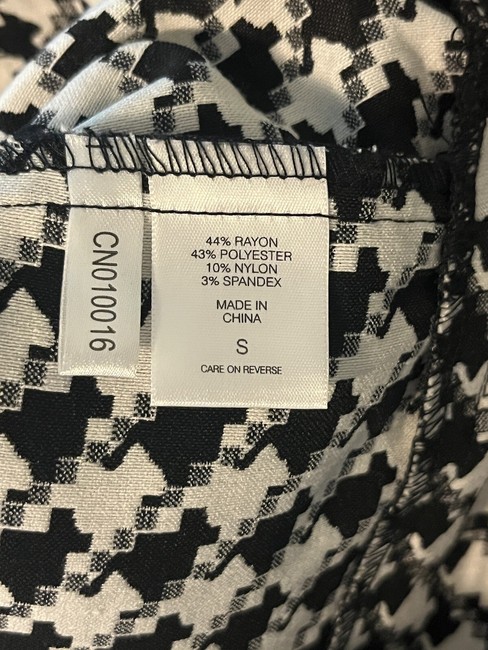 CN010016
44% RAYON
43% POLYESTER
10% NYLON
3% SPANDEX
MADE IN
CHINA
S
CARE ON REVERSE